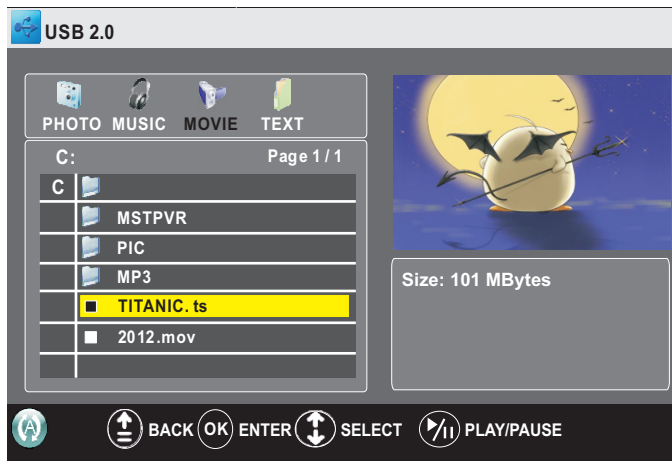 USB 2.0
PHOTO MUSIC MOVIE TEXT
C: Page 1 / 1
C
MSTPVR
PIC
MP3
TITANIC. ts
2012.mov
Size: 101 MBytes
A BACK OK ENTER SELECT PLAY/PAUSE